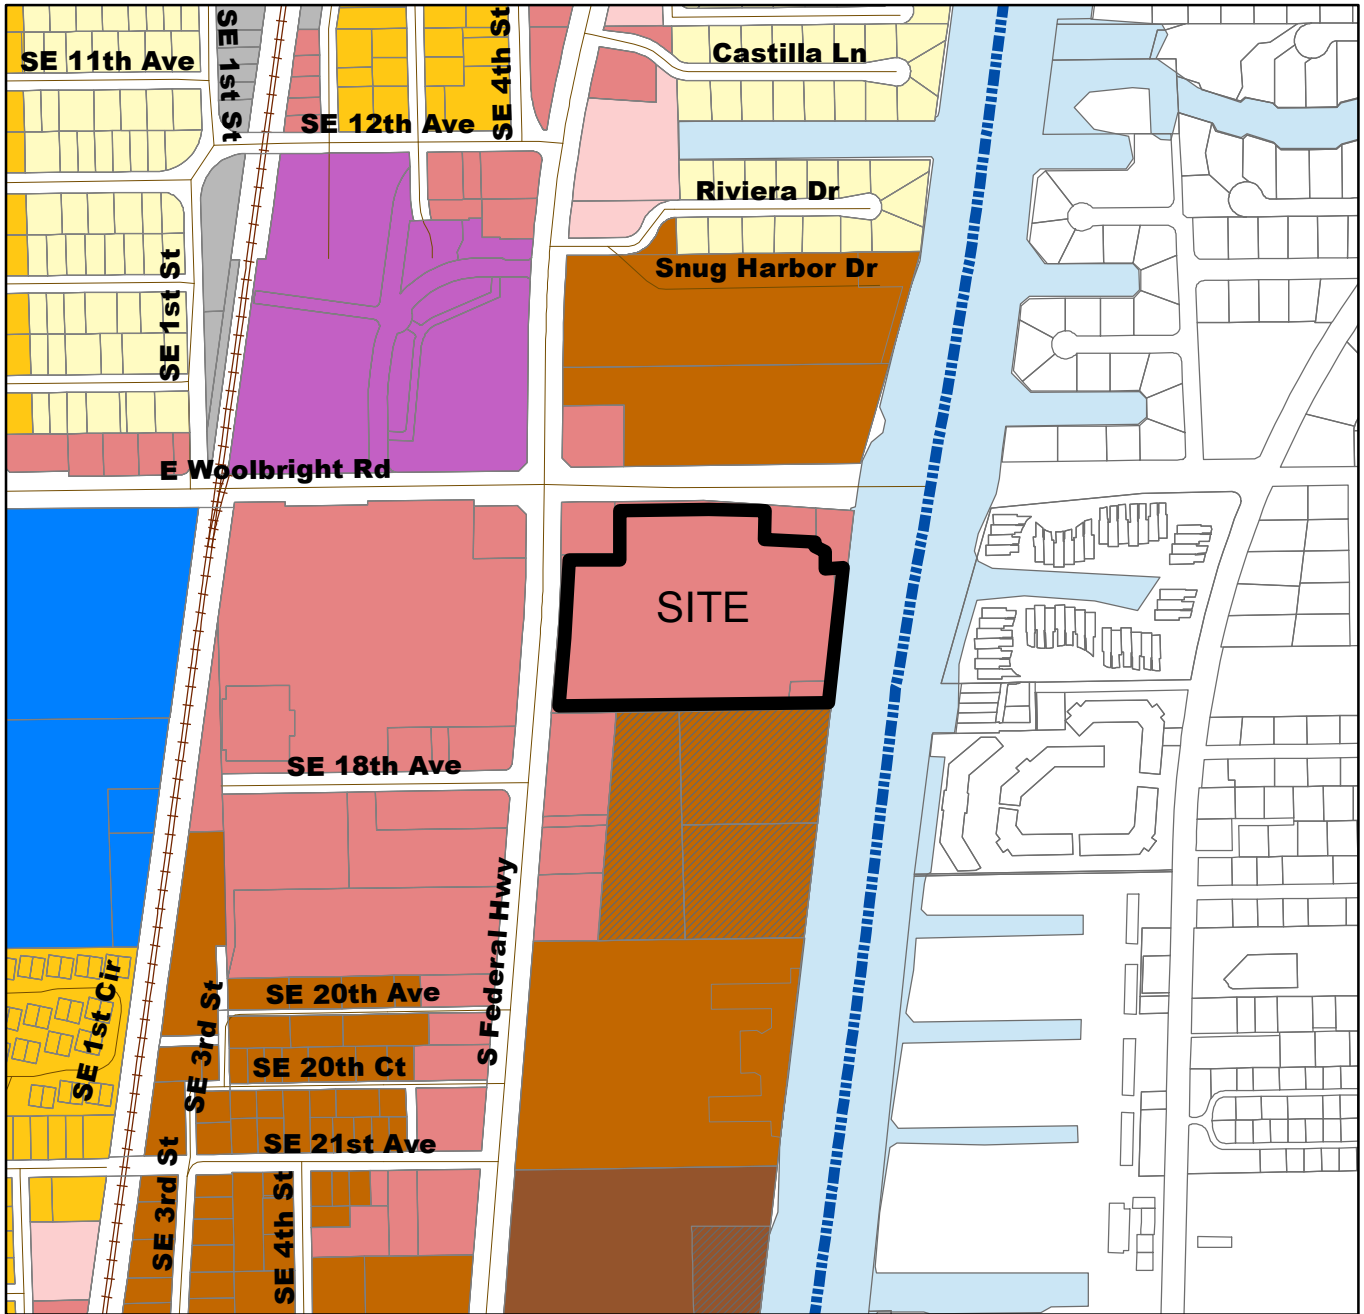 SE 11th Ave
SE 1st St
SE 4th St
Castilla Ln
SE 12th Ave
Riviera Dr
SE 1st St
Snug Harbor Dr
E Woolbright Rd
SITE
SE 18th Ave
S Federal Hwy
SE 1st Cir
SE 3rd St
SE 20th Ave
SE 20th Ct
SE 21st Ave
SE 3rd St
SE 4th St